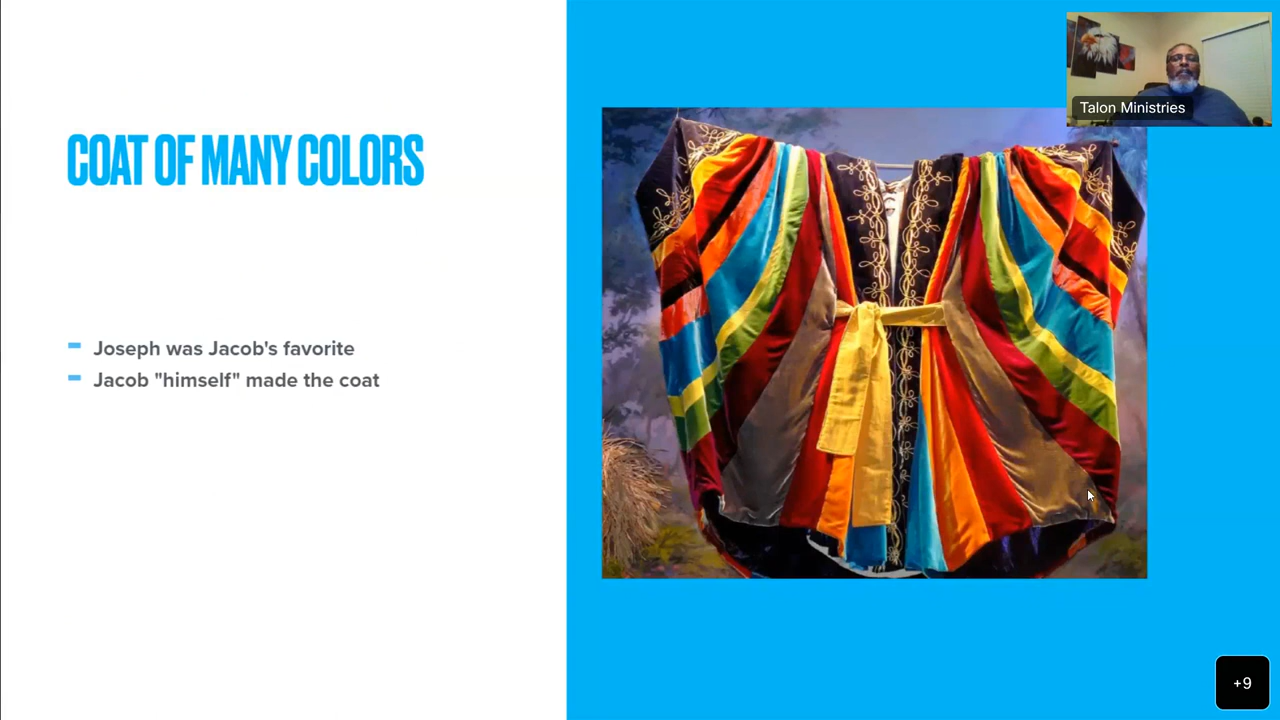 COAT OF MANY COLORS
Joseph was Jacob's favorite
Jacob "himself" made the coat
Talon Ministries
+9